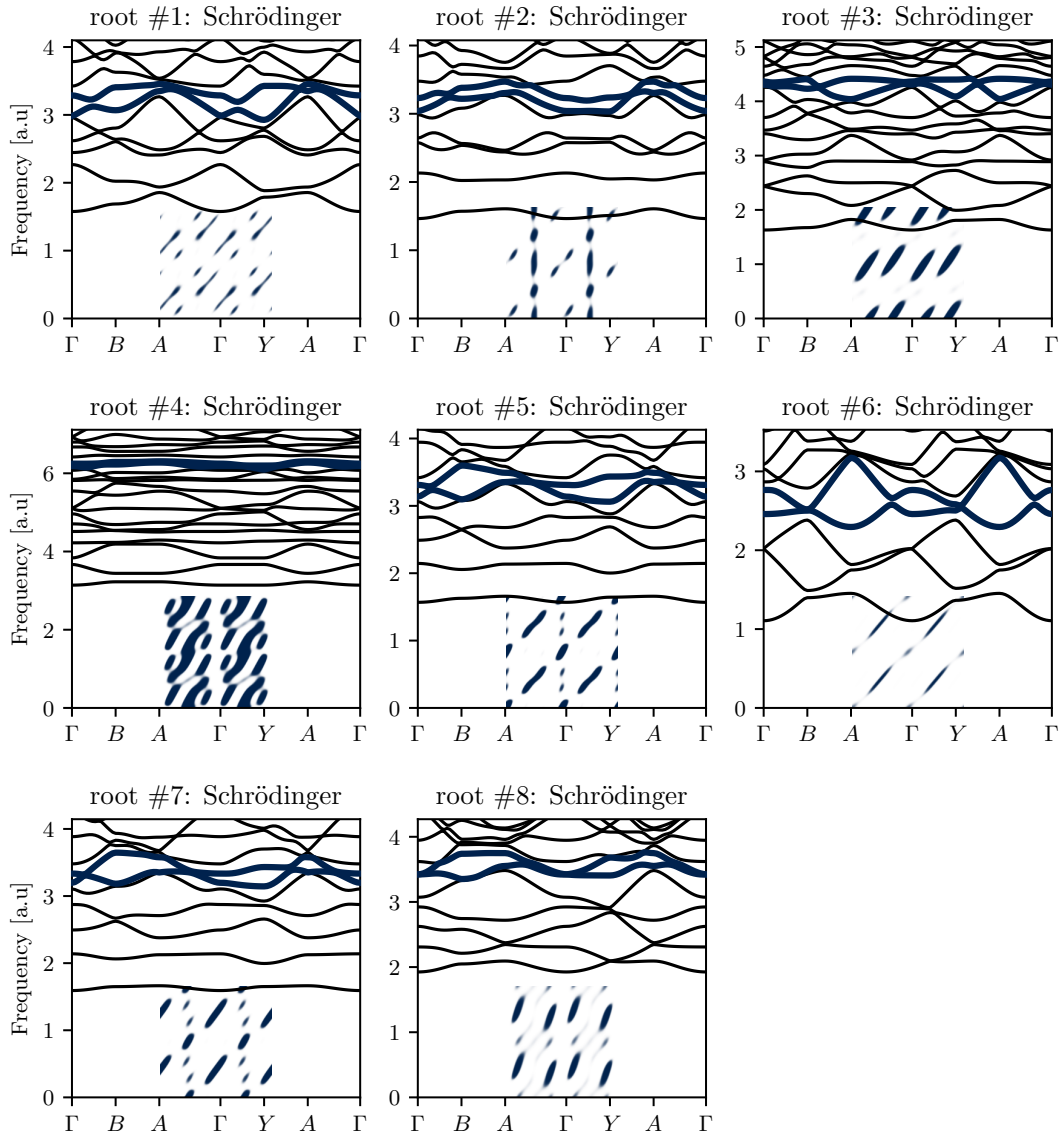 root #1: Schrödinger
root #2: Schrödinger
root #3: Schrödinger
Frequency [a.u]
4
3
2
1
0
Γ B A Γ Y A Γ
4
3
2
1
0
Γ B A Γ Y A Γ
5
4
3
2
1
0
Γ B A Γ Y A Γ
root #4: Schrödinger
root #5: Schrödinger
root #6: Schrödinger
Frequency [a.u]
6
4
2
0
Γ B A Γ Y A Γ
4
3
2
1
0
Γ B A Γ Y A Γ
3
2
1
0
Γ B A Γ Y A Γ
root #7: Schrödinger
root #8: Schrödinger
Frequency [a.u]
4
3
2
1
0
Γ B A Γ Y A Γ
4
3
2
1
0
Γ B A Γ Y A Γ